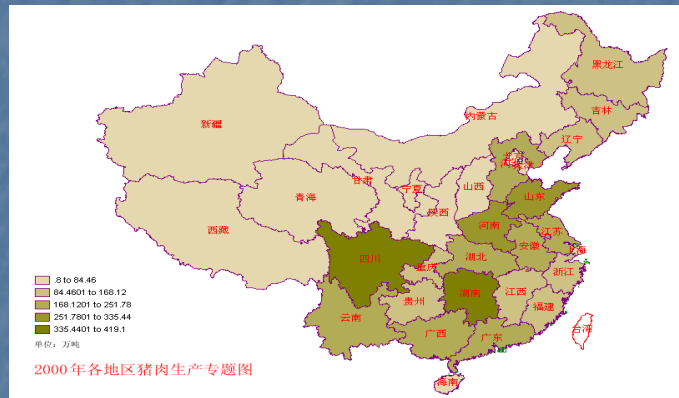 黑龙江
吉林
内蒙古
辽宁
新疆
甘肃
宁夏
山西
青海
陕西
山东
西藏
河南
江苏
安徽
上海
四川
湖北
重庆
浙江
湖南
江西
贵州
福建
云南
广西
广东
台湾
海南
.8 to 84.46
84.4601 to 168.12
168.1201 to 251.78
251.7801 to 335.44
335.4401 to 419.1
单位：万吨
2000年各地区猪肉生产专题图